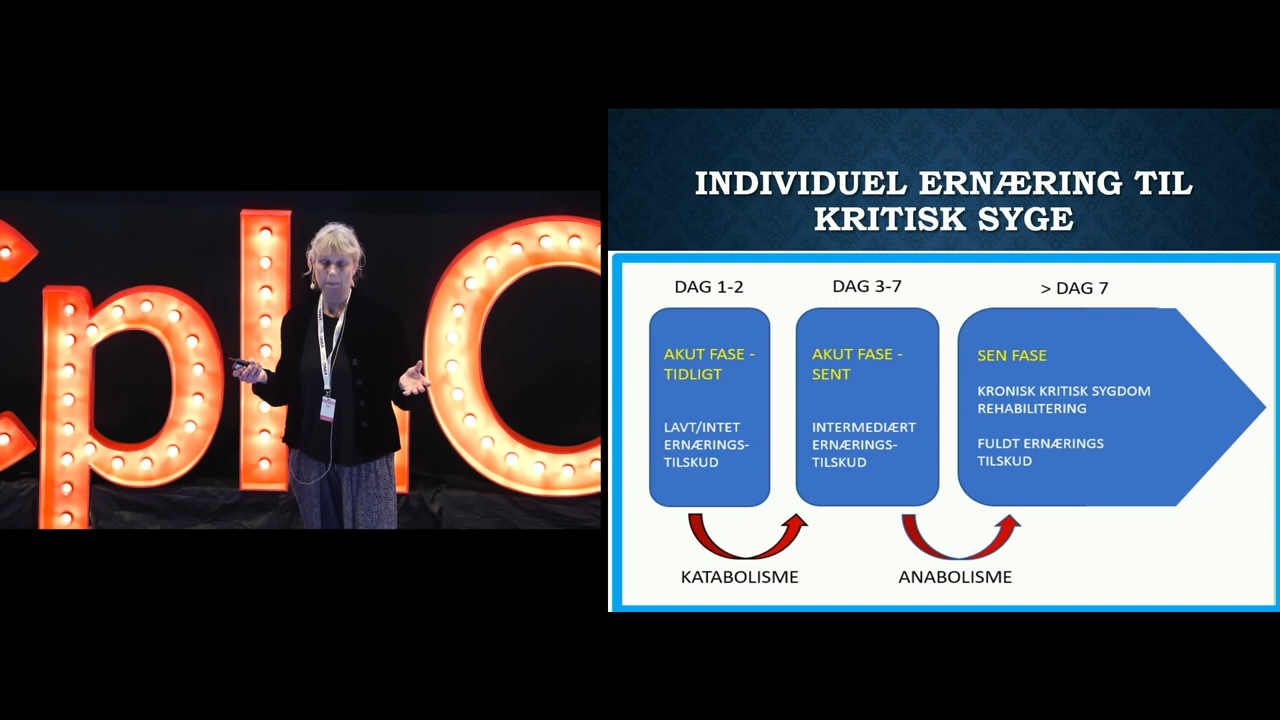 cphC
INDIVIDUEL ERNÆRING TIL
KRITISK SYGE
DAG 1-2
AKUT FASE -
TIDLIGT
LAVT/INTET
ERNÆRINGS-
TILSKUD
DAG 3-7
AKUT FASE -
SENT
INTERMEDIÆRT
ERNÆRINGS-
TILSKUD
> DAG 7
SEN FASE
KRONISK KRITISK SYGDOM
REHABILITERING
FULDT ERNÆRINGS
TILSKUD
KATABOLISME
ANABOLISME